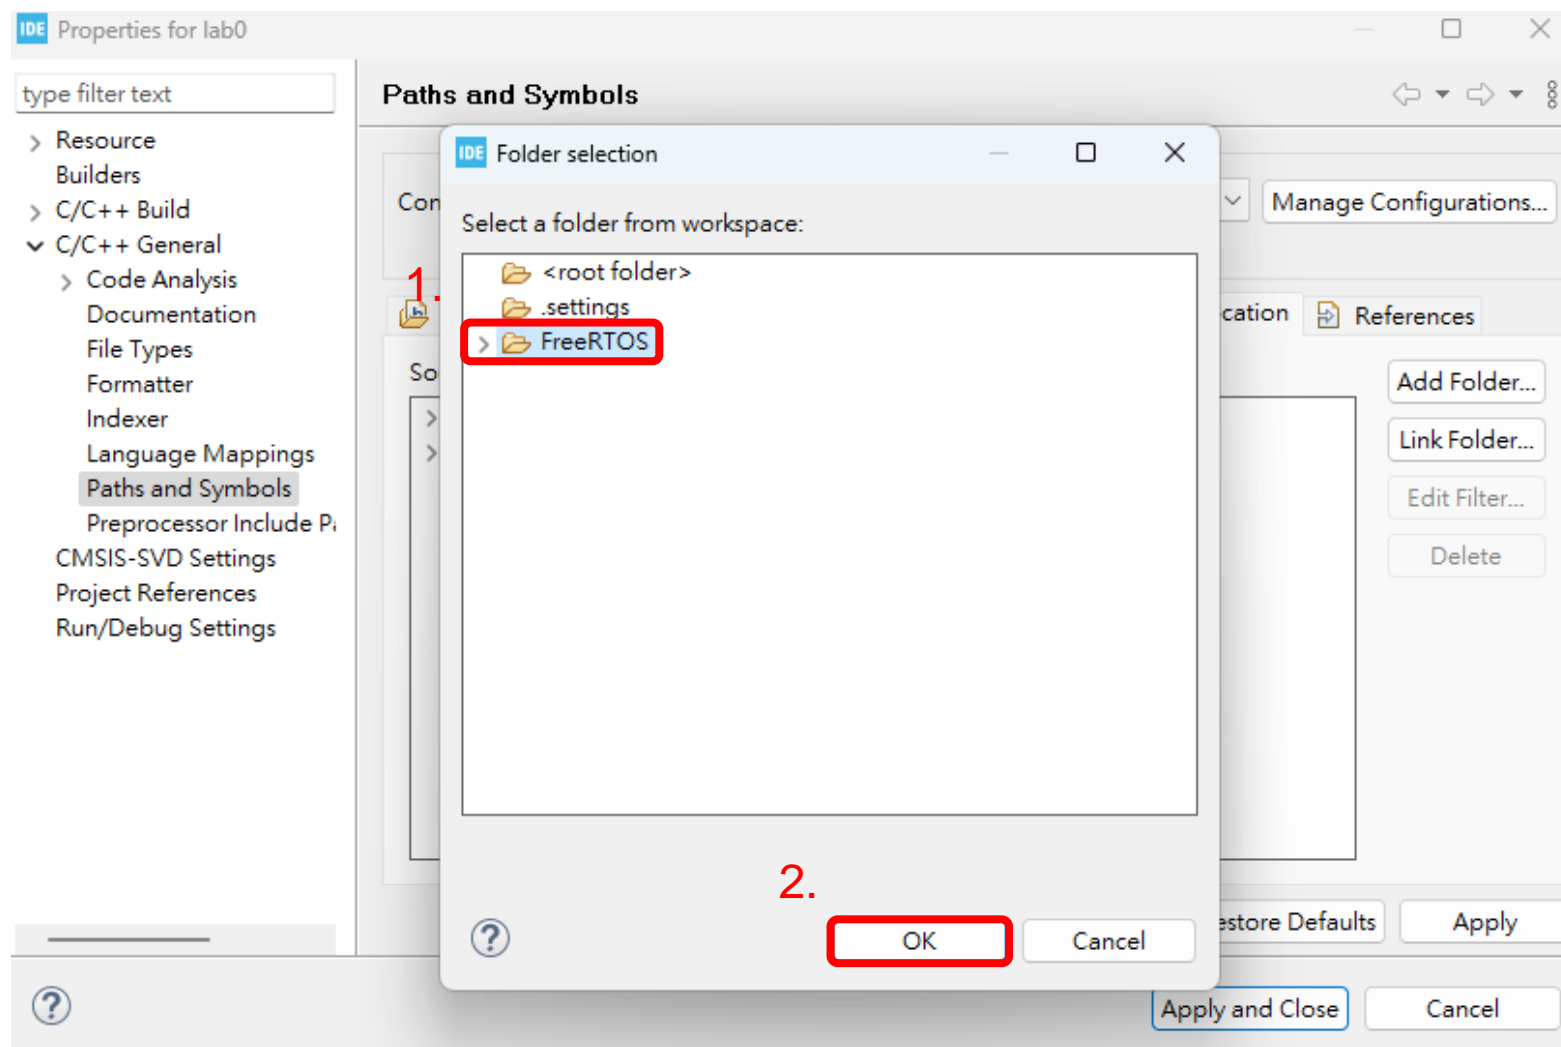 IDE Properties for lab0
type filter text
Paths and Symbols
Resource
Builders
C/C++ Build
C/C++ General
Code Analysis
Documentation
File Types
Formatter
Indexer
Language Mappings
Paths and Symbols
Preprocessor Include Pa
CMSIS-SVD Settings
Project References
Run/Debug Settings
Con
Manage Configurations...
1.
cation
References
So
Add Folder...
Link Folder...
Edit Filter...
Delete
IDE Folder selection
Select a folder from workspace:
<root folder>
.settings
FreeRTOS
2.
OK
Cancel
estore Defaults
Apply
Apply and Close
Cancel